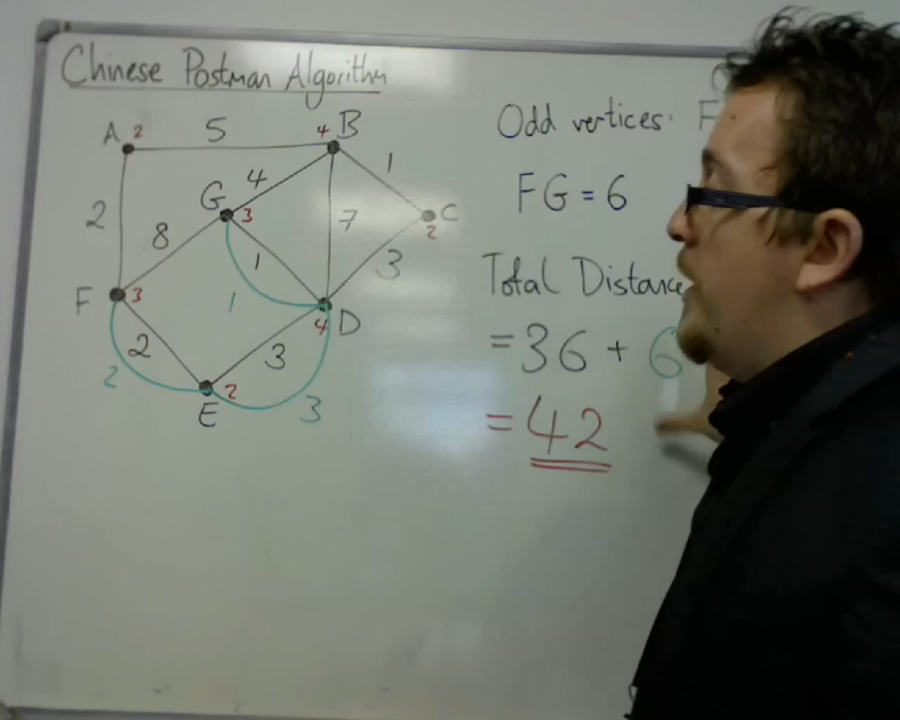 Chinese Postman Algorithm
A 2 5 4 B
4 1
G 3 7 C
2 8 2
1 3
F 3 1 4 D
2 3
2 E 2 3
Odd vertices: F
FG = 6
Total Distance
= 36 + 6
= 42